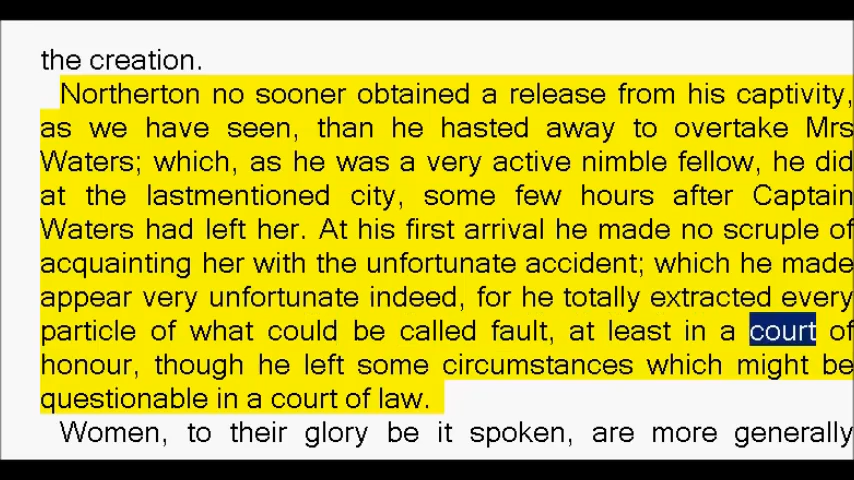 the creation.
Northerton no sooner obtained a release from his captivity,
as we have seen, than he hasted away to overtake Mrs
Waters; which, as he was a very active nimble fellow, he did
at the lastmentioned city, some few hours after Captain
Waters had left her. At his first arrival he made no scruple of
acquainting her with the unfortunate accident; which he made
appear very unfortunate indeed, for he totally extracted every
particle of what could be called fault, at least in a court of
honour, though he left some circumstances which might be
questionable in a court of law.
Women, to their glory be it spoken, are more generally